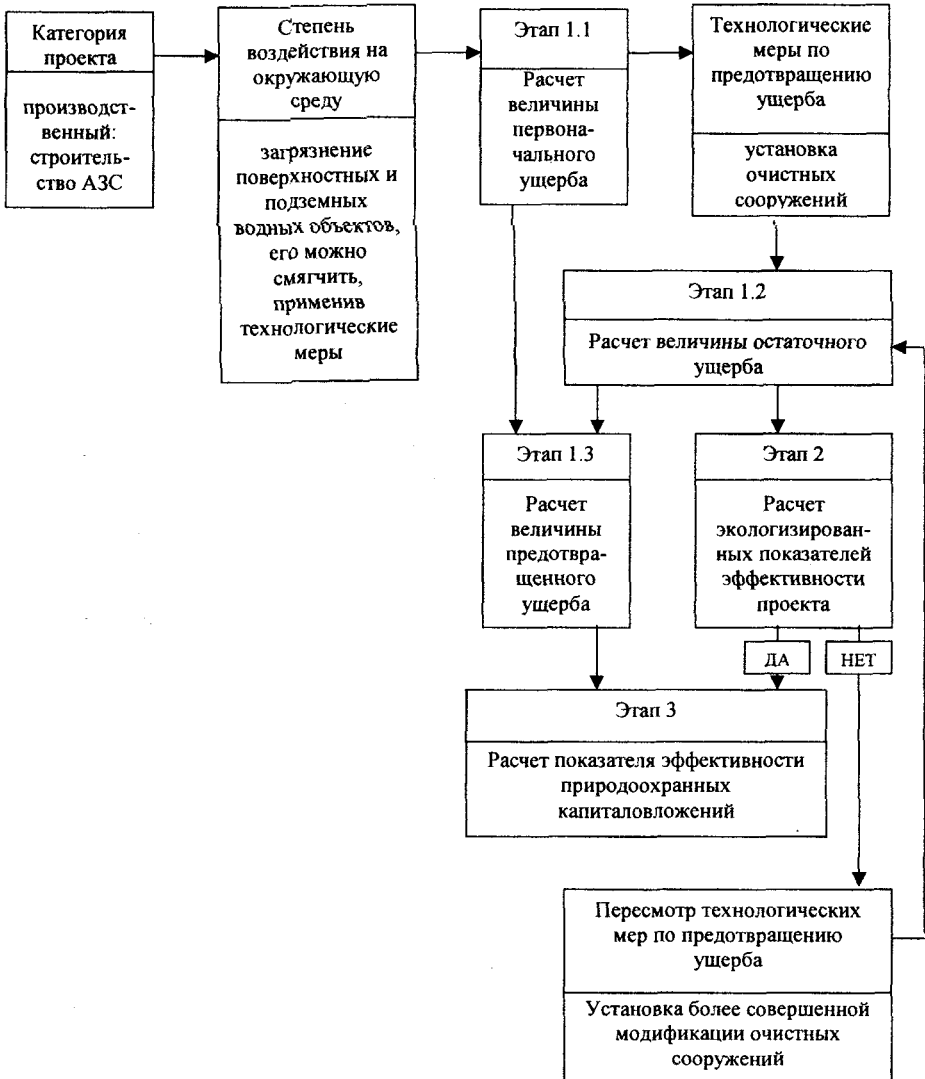 Категория
проекта
производст-
венный:
строитель-
ство АЗС
Степень
воздействия на
окружающую
среду
загрязнение
поверхностных и
подземных
водных объектов,
его можно
смягчить,
применив
технологические
меры
Этап 1.1
Расчет
величины
первона-
чального
ущерба
Технологические
меры по
предотвращению
ущерба
установка
очистных
сооружений
Этап 1.2
Расчет величины остаточного
ущерба
Этап 1.3
Расчет
величины
предотвра-
щенного
ущерба
Этап 2
Расчет
экологизирован-
ных показателей
эффективности
проекта
ДА
НЕТ
Этап 3
Расчет показателя эффективности
природоохранных
капиталовложений
Пересмотр технологических
мер по предотвращению
ущерба
Установка более совершенной
модификации очистных
сооружений